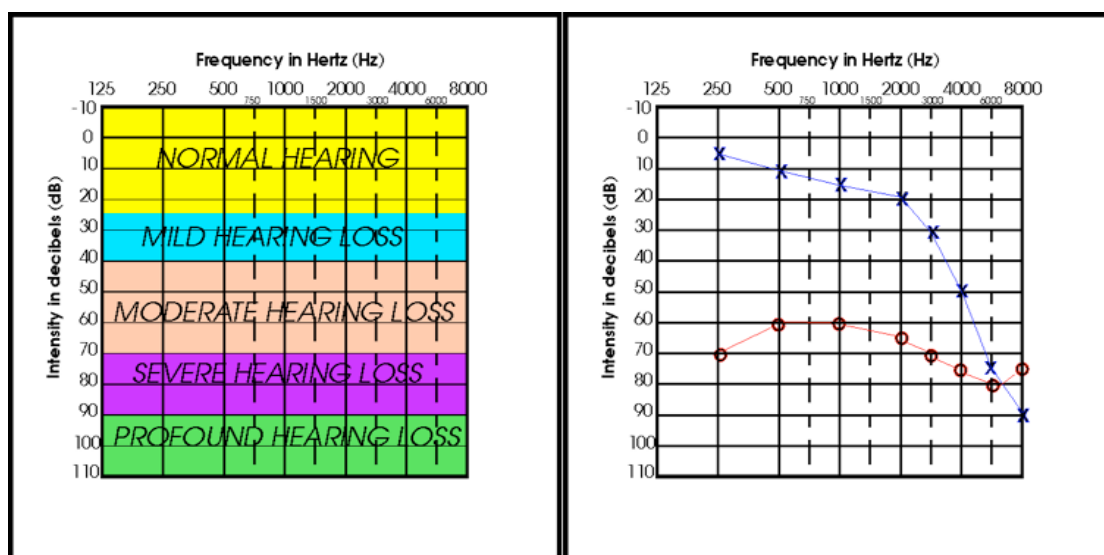 Frequency in Hertz (Hz)
125 250 500 1000 2000 4000 8000
750 1500 3000 6000
Intensity in decibels (dB)
-10
0
10
20
30
40
50
60
70
80
90
100
110
NORMAL HEARING
MILD HEARING LOSS
MODERATE HEARING LOSS
SEVERE HEARING LOSS
PROFOUND HEARING LOSS
Frequency in Hertz (Hz)
125 250 500 1000 2000 4000 8000
750 1500 3000 6000
Intensity in decibels (dB)
-10
0
10
20
30
40
50
60
70
80
90
100
110